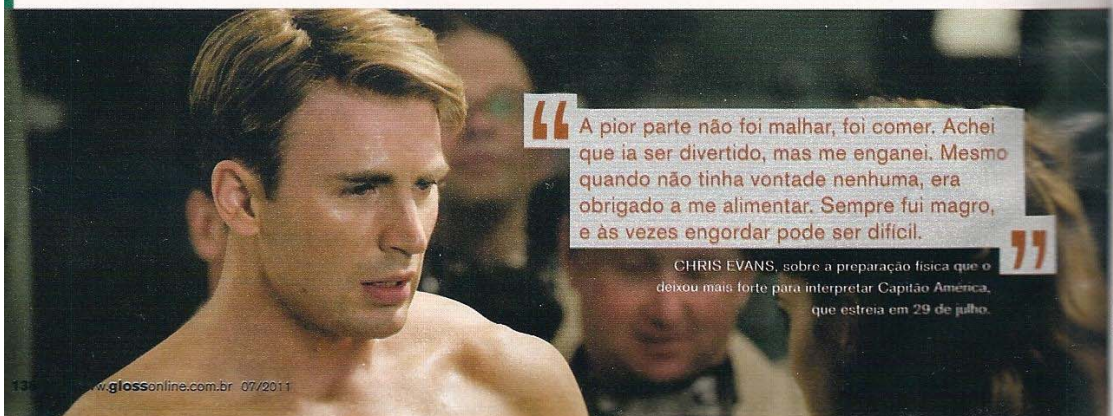 “ A pior parte não foi malhar, foi comer. Achei
que ia ser divertido, mas me enganei. Mesmo
quando não tinha vontade nenhuma, era
obrigado a me alimentar. Sempre fui magro,
e às vezes engordar pode ser difícil. ”
CHRIS EVANS, sobre a preparação física que o
deixou mais forte para interpretar Capitão América,
que estreia em 29 de julho.
glossonline.com.br 07/2011